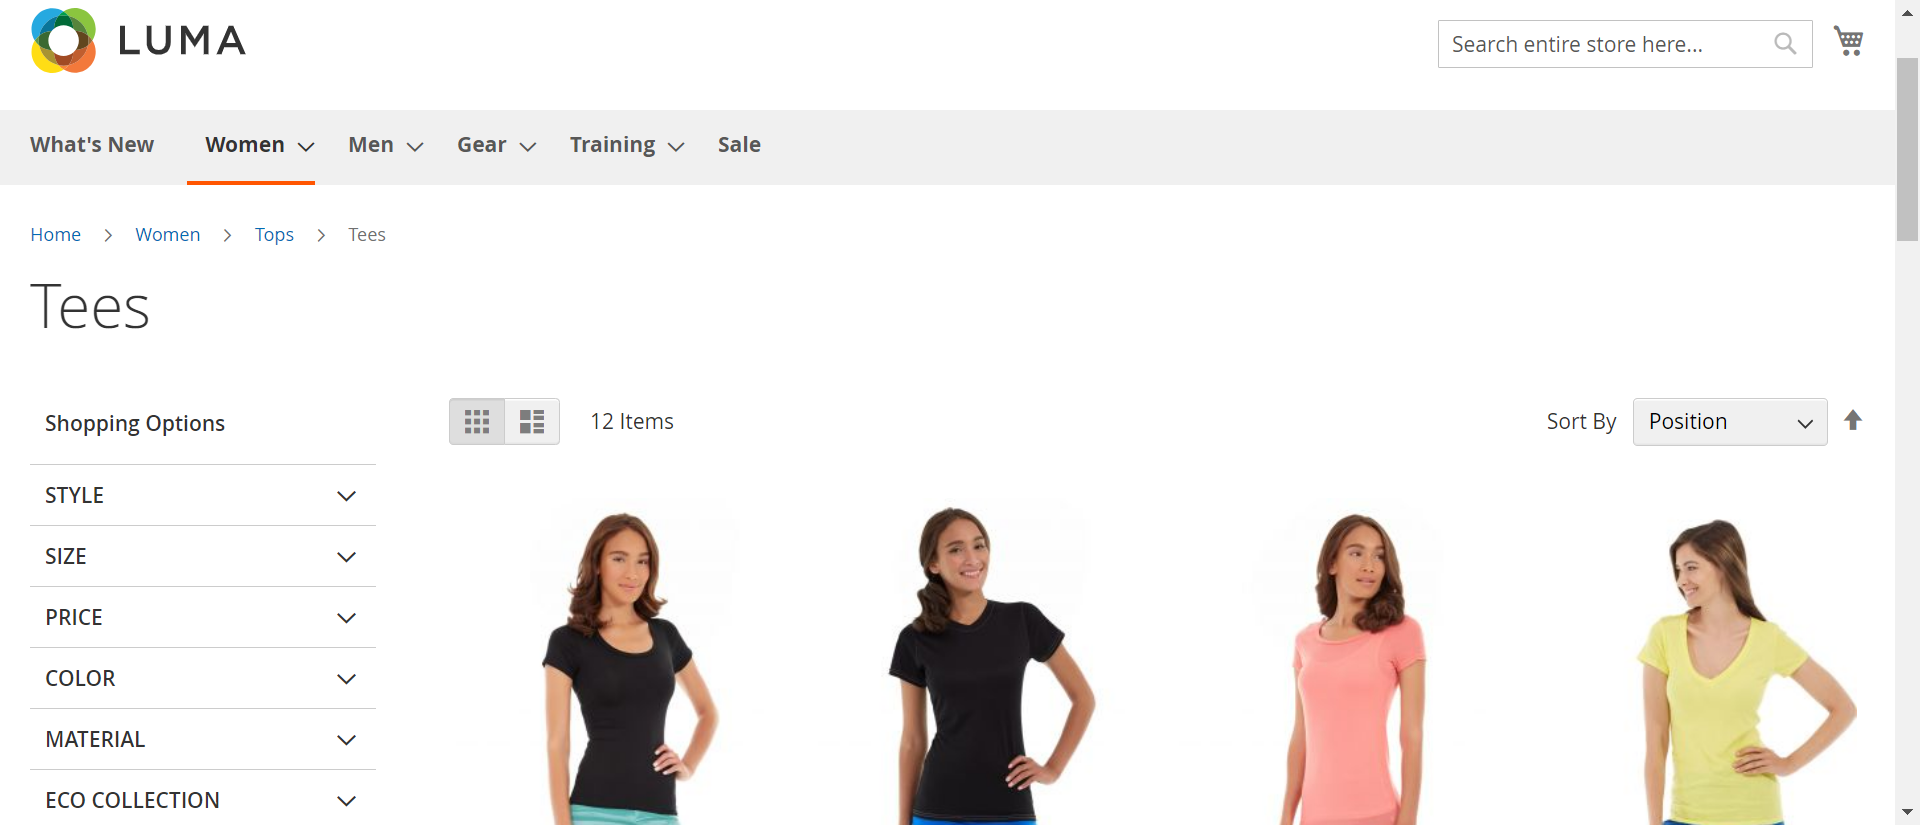 LUMA
Search entire store here...
What's New Women Men Gear Training Sale
Home Women Tops Tees
Tees
Shopping Options
12 Items
Sort By Position
STYLE
SIZE
PRICE
COLOR
MATERIAL
ECO COLLECTION